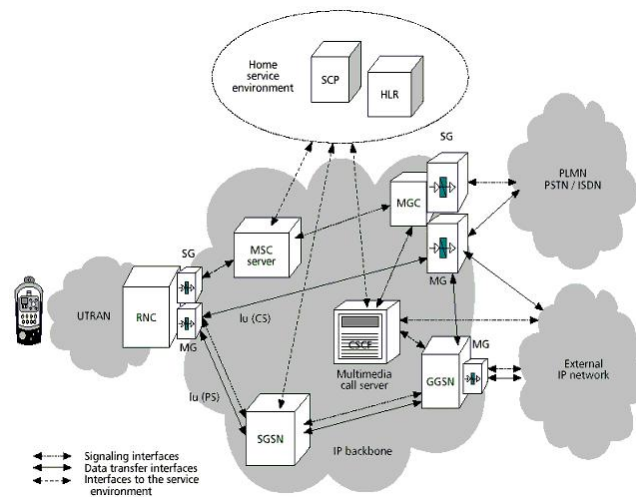 Home
service
environment
SCP
HLR
SG
PLMN
PSTN / ISDN
MGC
MSC
server
SG
MG
UTRAN
RNC
Iu (CS)
MG
CSCF
MG
Multimedia
call server
GGSN
External
IP network
Iu (PS)
SGSN
IP backbone
Signaling interfaces
Data transfer interfaces
Interfaces to the service
environment